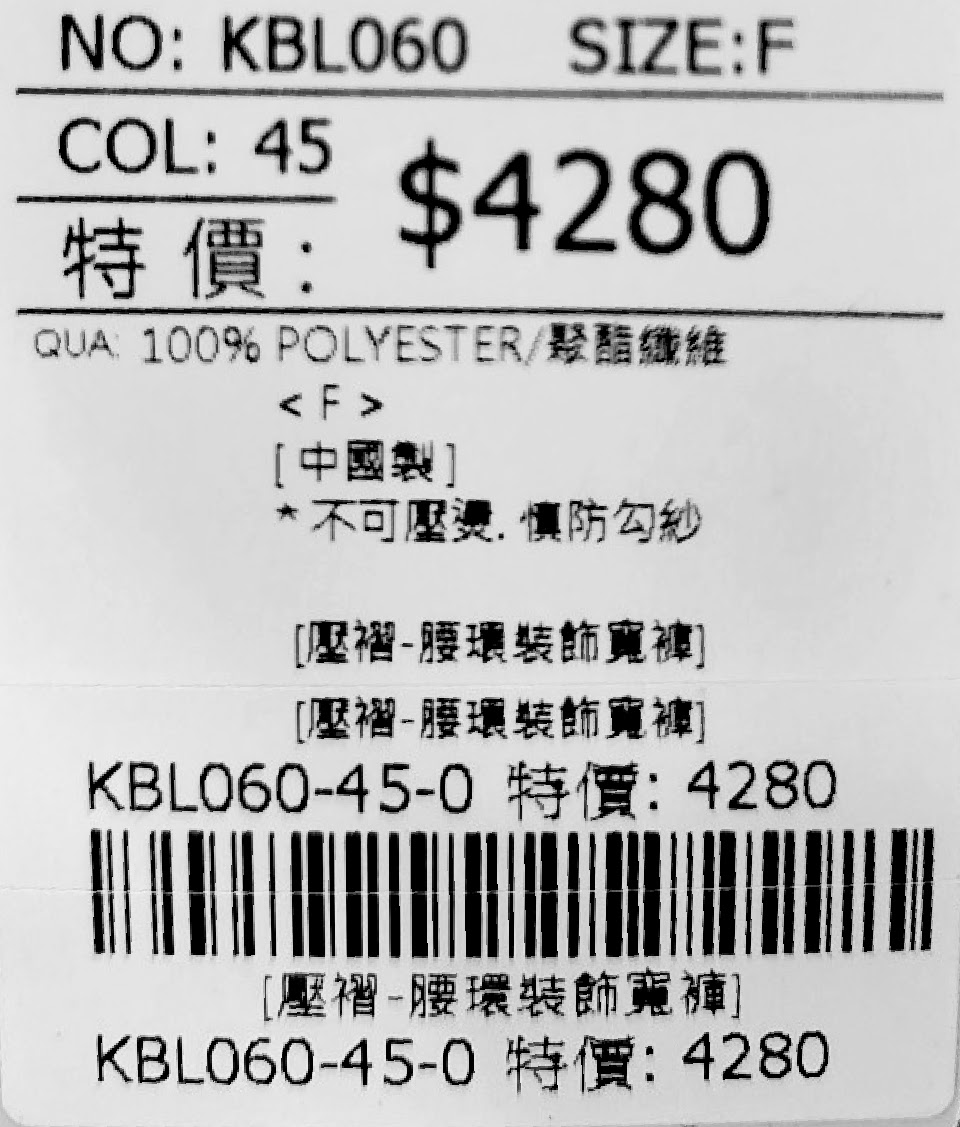 NO: KBL060 SIZE:F
COL: 45 $4280
特 價 :
QUA: 100% POLYESTER/聚酯纖維
< F >
[中國製]
* 不可壓燙. 慎防勾紗
[壓褶-腰環裝飾寬褲]
[壓褶-腰環裝飾寬褲]
KBL060-45-0 特價: 4280
[壓褶-腰環裝飾寬褲]
KBL060-45-0 特價: 4280